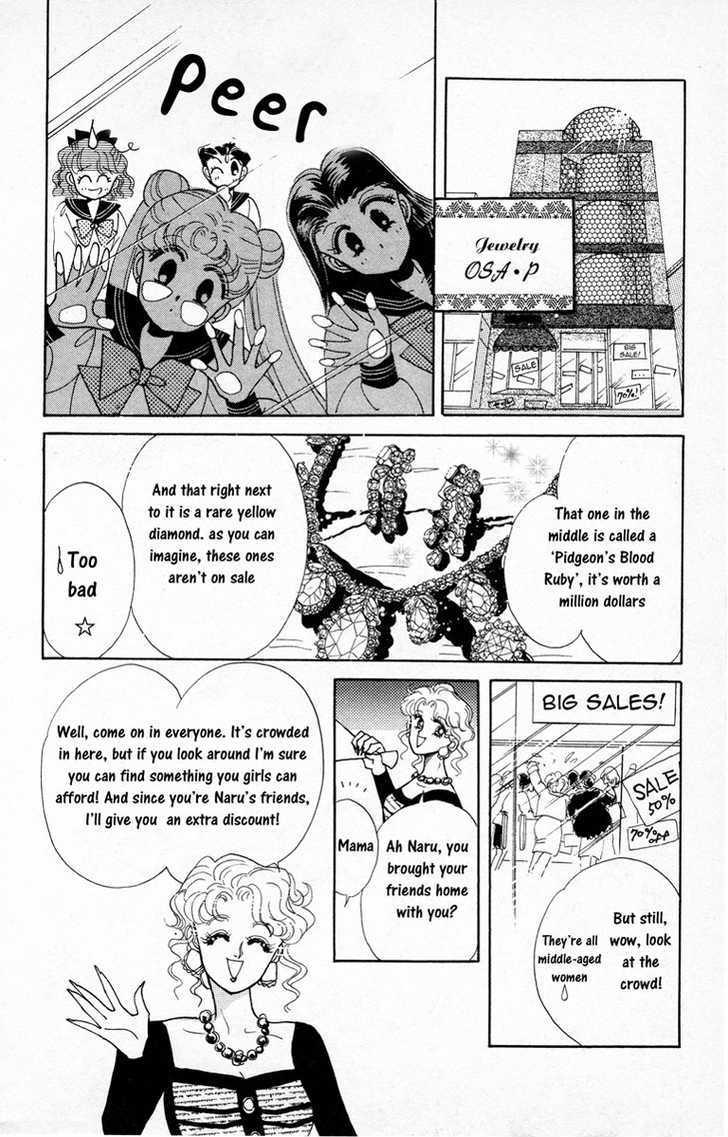 Jewelry
OSA・P
SALE
BIG
SALE!
70%!
peer
That one in the
middle is called a
‘Pidgeon’s Blood
Ruby’, it’s worth a
million dollars
And that right next
to it is a rare yellow
diamond. as you can
imagine, these ones
aren’t on sale
Too
bad
☆
BIG SALES!
SALE
50%
70%
OFF
But still,
wow, look
at the
crowd!
They’re all
middle-aged
women
Ah Naru, you
brought your
friends home
with you?
Mama
Well, come on in everyone. It’s crowded
in here, but if you look around I’m sure
you can find something you girls can
afford! And since you’re Naru’s friends,
I’ll give you an extra discount!